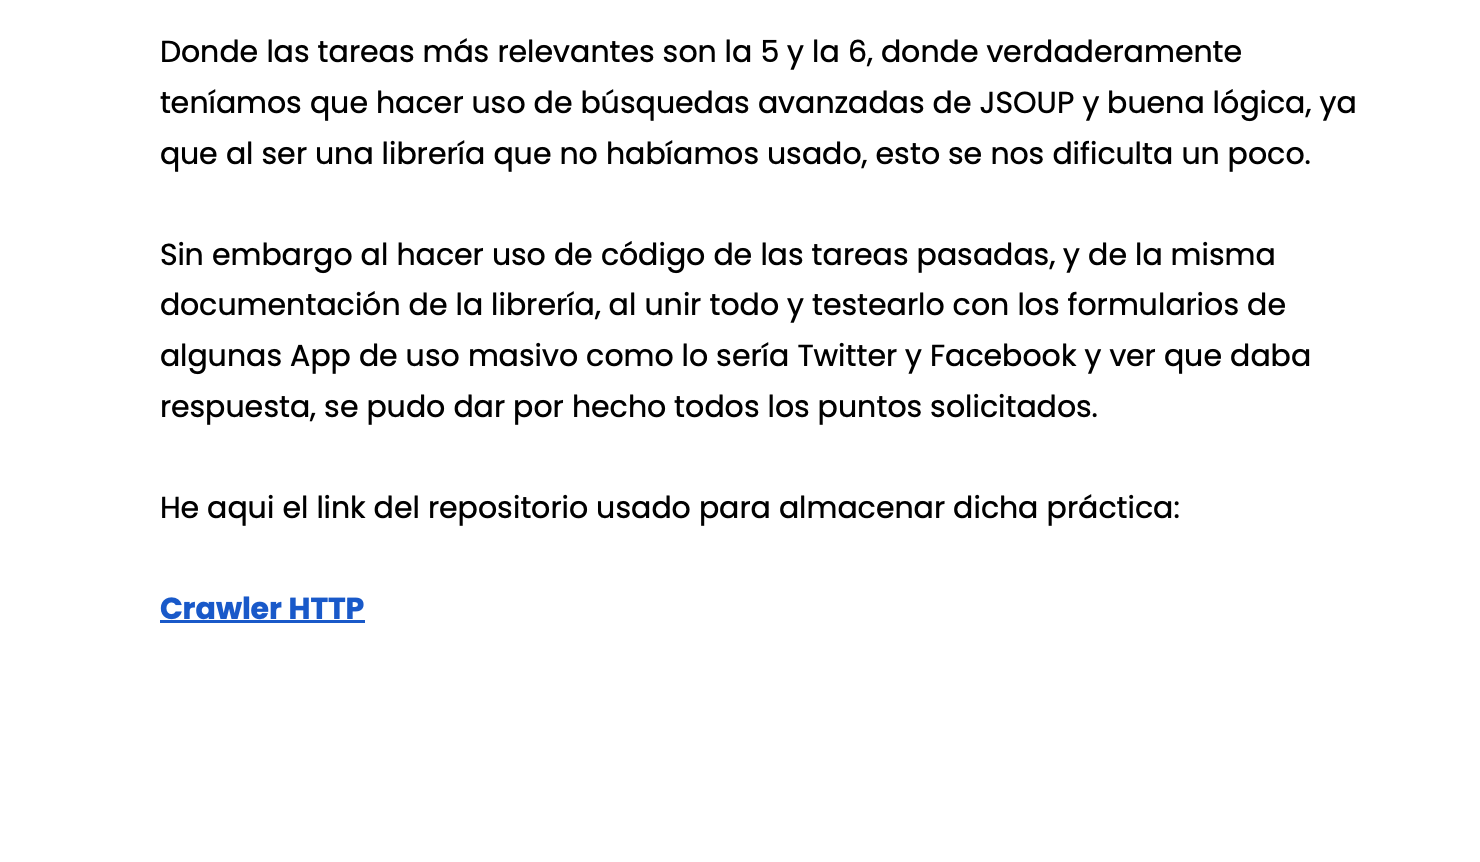 Donde las tareas más relevantes son la 5 y la 6, donde verdaderamente
teníamos que hacer uso de búsquedas avanzadas de JSOUP y buena lógica, ya
que al ser una librería que no habíamos usado, esto se nos dificulta un poco.
Sin embargo al hacer uso de código de las tareas pasadas, y de la misma
documentación de la librería, al unir todo y testearlo con los formularios de
algunas App de uso masivo como lo sería Twitter y Facebook y ver que daba
respuesta, se pudo dar por hecho todos los puntos solicitados.
He aqui el link del repositorio usado para almacenar dicha práctica:
Crawler HTTP